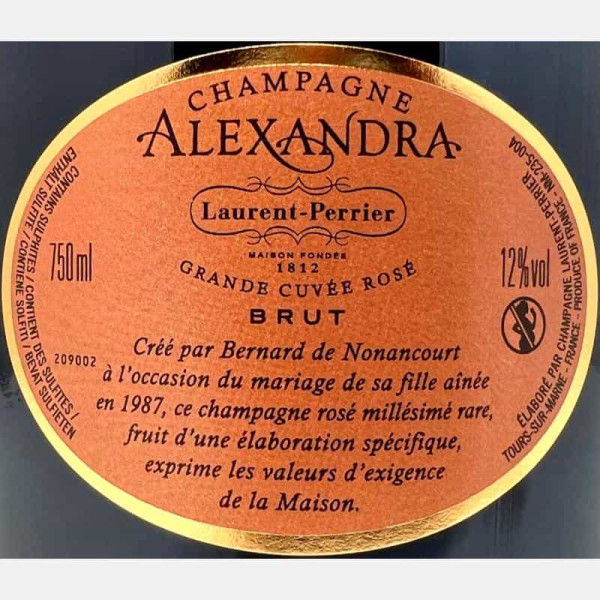 CHAMPAGNE
ALEXANDRA
Laurent-Perrier
MAISON FONDÉE
1812
GRANDE CUVÉE ROSÉ
BRUT
750 ml
12% vol
209002
Créé par Bernard de Nonancourt
à l'occasion du mariage de sa fille aînée
en 1987, ce champagne rosé millésimé rare,
fruit d'une élaboration spécifique,
exprime les valeurs d'exigence
de la Maison.
CONTAINS SULPHITES / CONTIENT DES SULFITES /
ENTHÄLT SULFITE / CONTIENE SOLFITI / BEVAT SULFIETEN
ÉLABORÉ PAR CHAMPAGNE LAURENT-PERRIER
TOURS-SUR-MARNE - FRANCE - PRODUCE OF FRANCE - NM-235-004